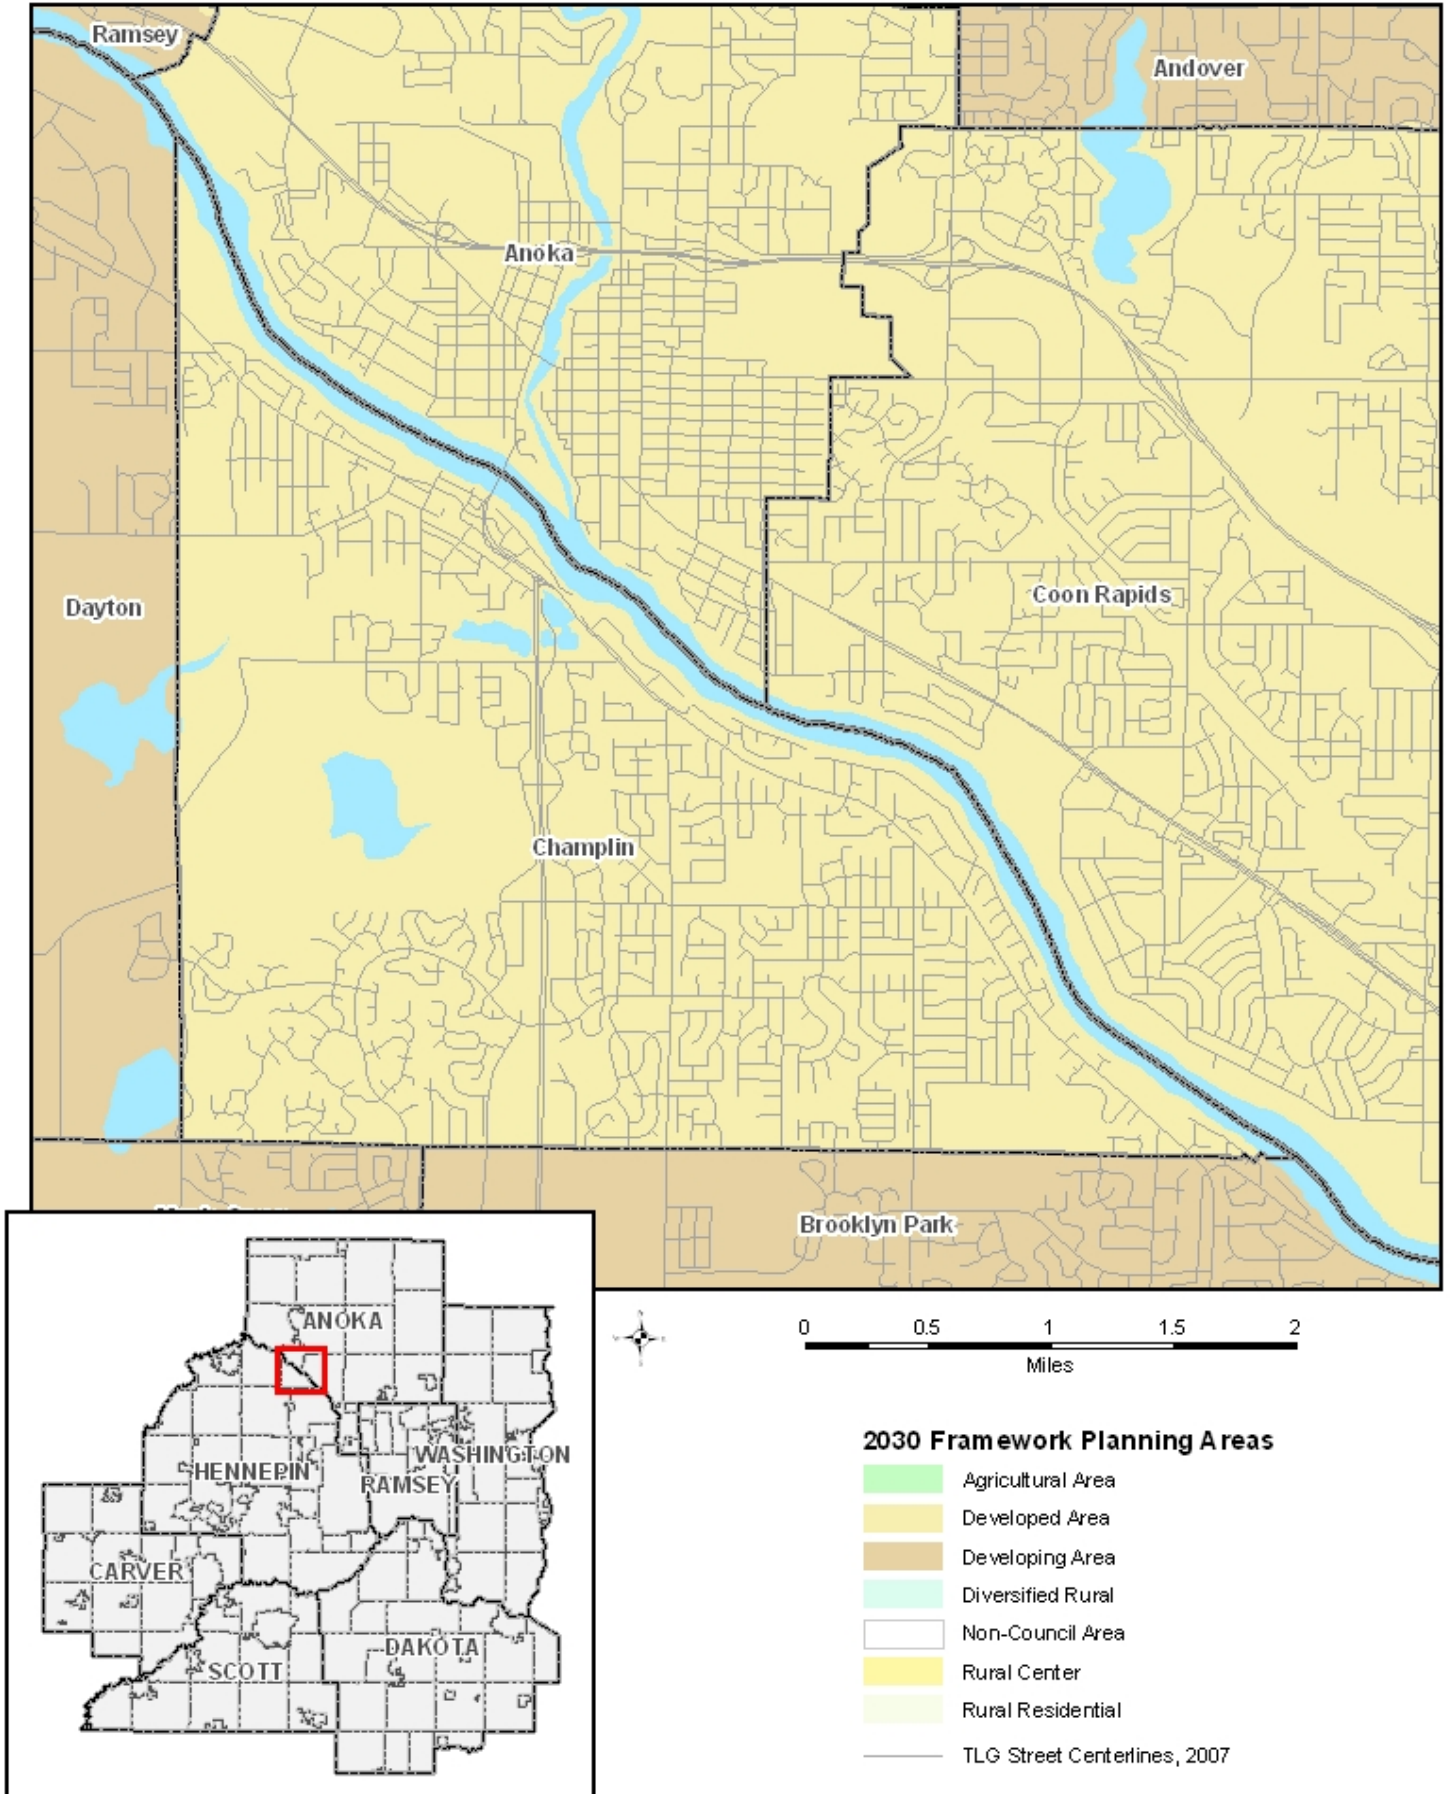 Ramsey
Andover
Anoka
Coon Rapids
Dayton
Champlin
Brooklyn Park
ANOKA
WASHINGTON
HENNEPIN
RAMSEY
CARVER
DAKOTA
SCOTT
0 0.5 1 1.5 2
Miles
2030 Framework Planning Areas
Agricultural Area
Developed Area
Developing Area
Diversified Rural
Non-Council Area
Rural Center
Rural Residential
TLG Street Centerlines, 2007